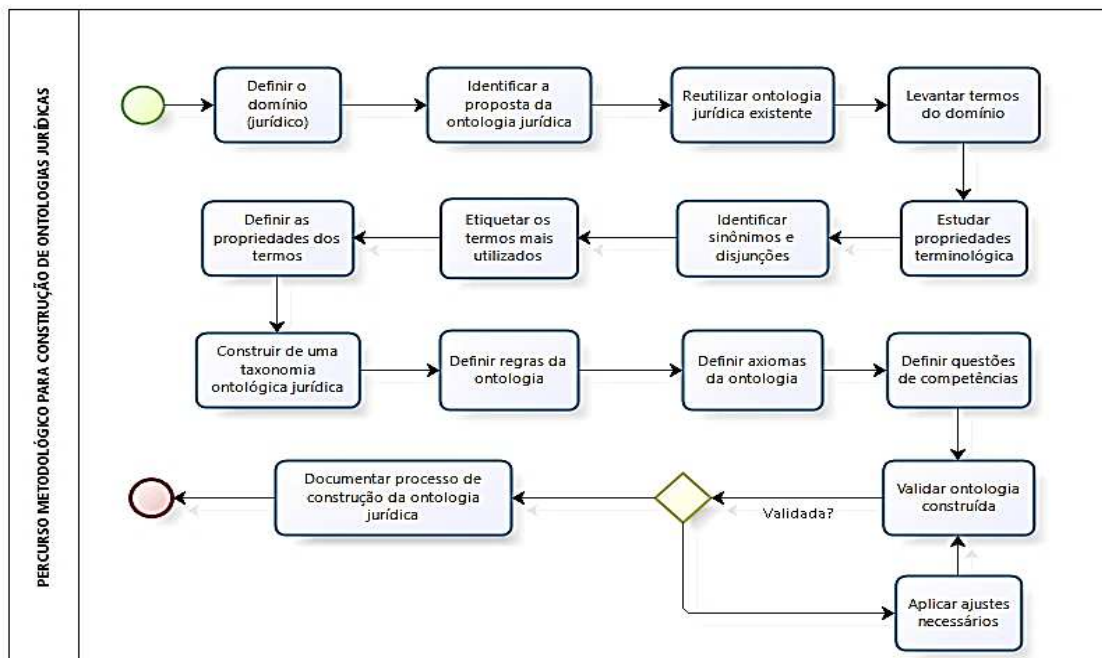 PERCURSO METODOLÓGICO PARA CONSTRUÇÃO DE ONTOLOGIAS JURÍDICAS
Definir o
domínio
(jurídico)
Identificar a
proposta da
ontologia jurídica
Reutilizar ontologia
jurídica existente
Levantar termos
do domínio
Estudar
propriedades
terminológica
Identificar
sinônimos e
disjunções
Etiquetar os
termos mais
utilizados
Definir as
propriedades dos
termos
Construir de uma
taxonomia
ontológica jurídica
Definir regras da
ontologia
Definir axiomas
da ontologia
Definir questões
de competências
Validar ontologia
construída
Validada?
Aplicar ajustes
necessários
Documentar processo de
construção da ontologia
jurídica